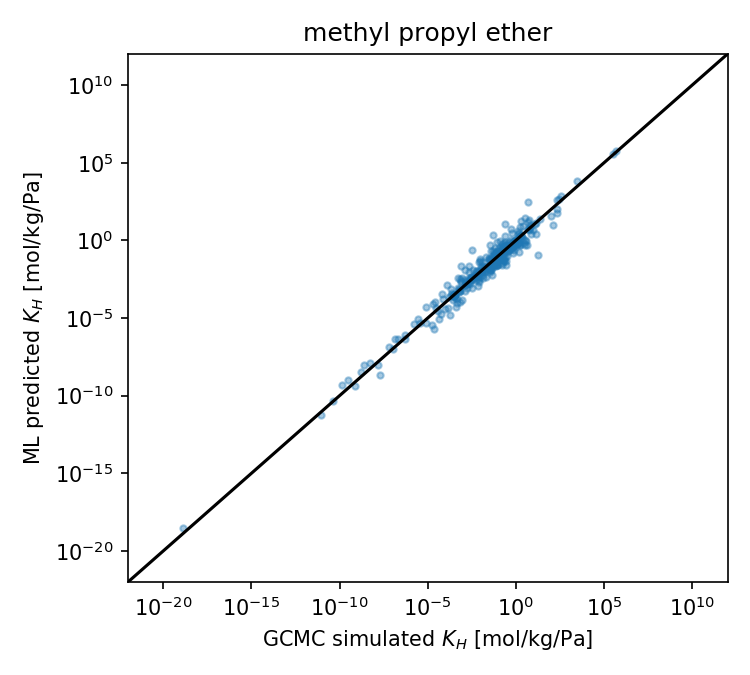 methyl propyl ether
ML predicted K_H [mol/kg/Pa]
10^10
10^5
10^0
10^−5
10^−10
10^−15
10^−20
10^−20 10^−15 10^−10 10^−5 10^0 10^5 10^10
GCMC simulated K_H [mol/kg/Pa]